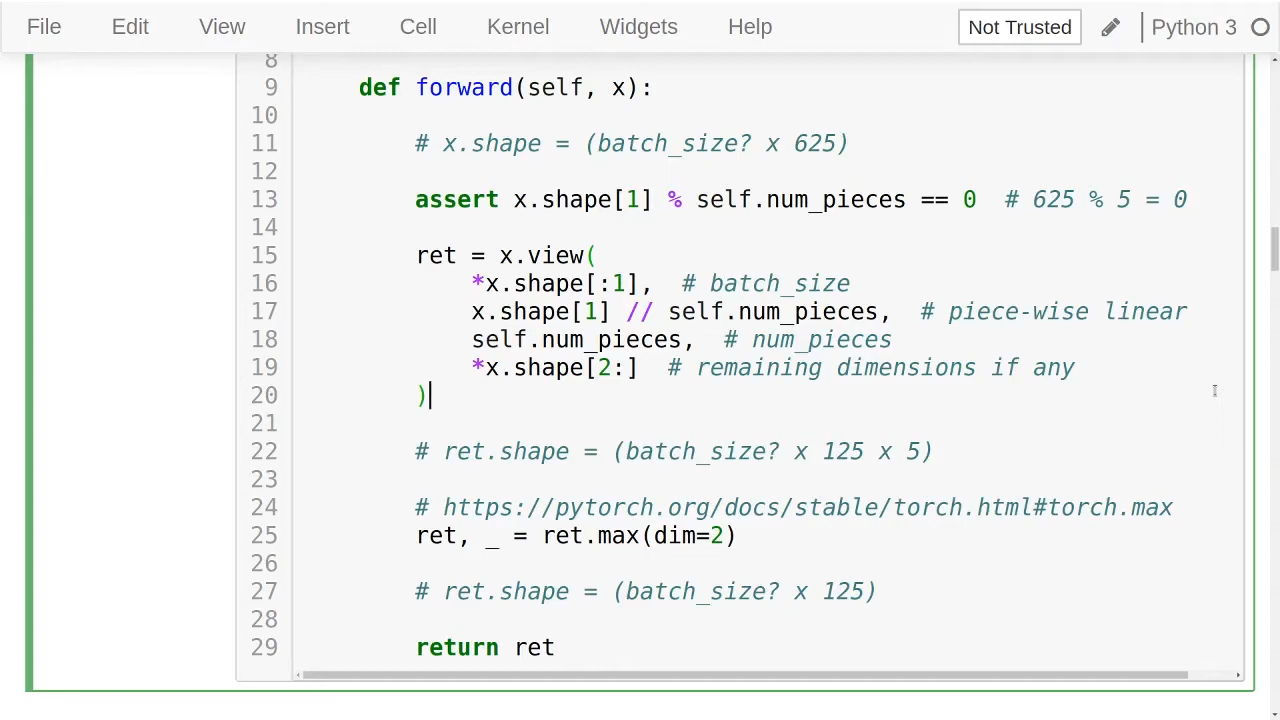 File Edit View Insert Cell Kernel Widgets Help Not Trusted Python 3
8
9 def forward(self, x):
10
11 # x.shape = (batch_size? x 625)
12
13 assert x.shape[1] % self.num_pieces == 0 # 625 % 5 = 0
14
15 ret = x.view(
16 *x.shape[:1], # batch_size
17 x.shape[1] // self.num_pieces, # piece-wise linear
18 self.num_pieces, # num_pieces
19 *x.shape[2:] # remaining dimensions if any
20 )
21
22 # ret.shape = (batch_size? x 125 x 5)
23
24 # https://pytorch.org/docs/stable/torch.html#torch.max
25 ret, _ = ret.max(dim=2)
26
27 # ret.shape = (batch_size? x 125)
28
29 return ret